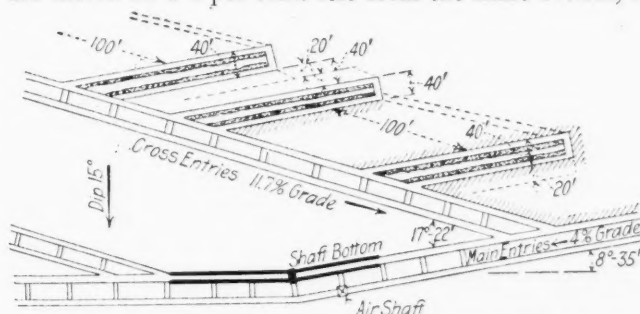 100'
40'
20'
40'
40'
100'
40'
20'
Cross Entries 11.7% Grade
Dip 15°
17°-22'
Shaft Bottom
Main Entries 4% Grade
8°-35'
Air Shaft